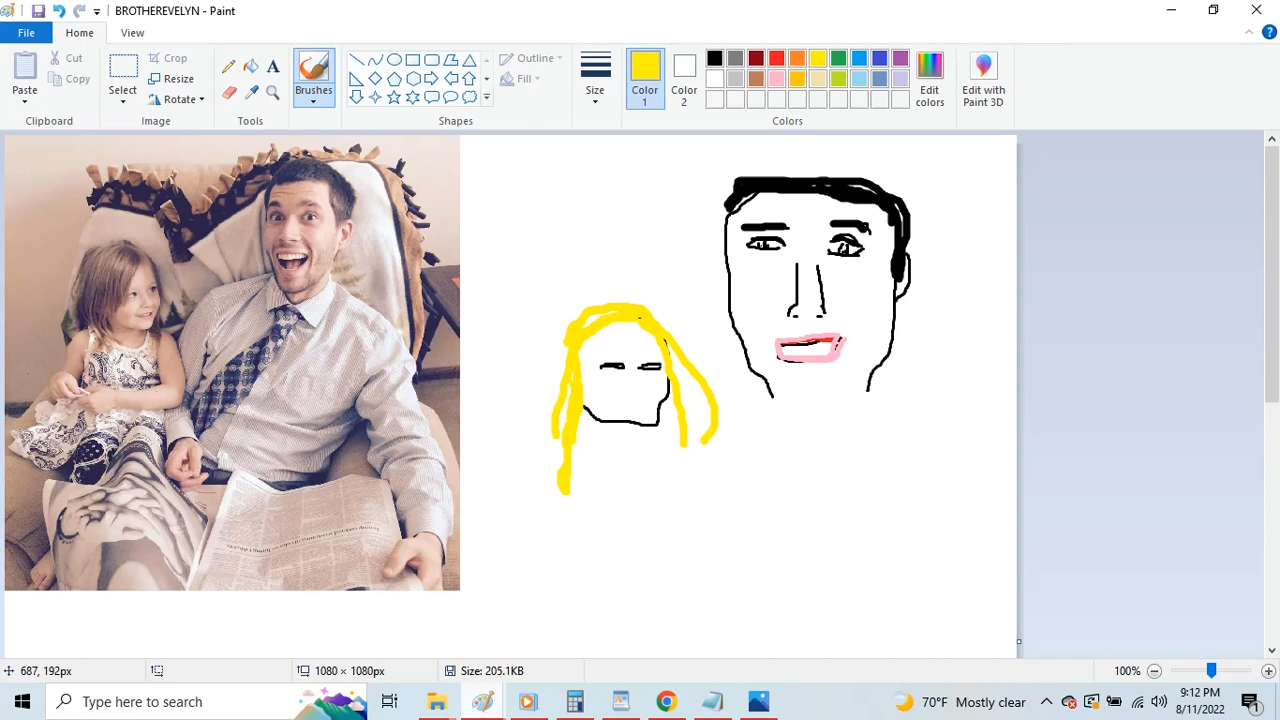 BROTHEREVELYN - Paint
File
Home
View
Paste
Cut
Copy
Clipboard
Select
Crop
Resize
Rotate
Image
Tools
Brushes
Shapes
Outline
Fill
Size
Color 1
Color 2
Colors
Edit colors
Edit with Paint 3D
687, 192px
1080 × 1080px
Size: 205.1KB
100%
Type here to search
70°F Mostly clear
9:12 PM
8/11/2022